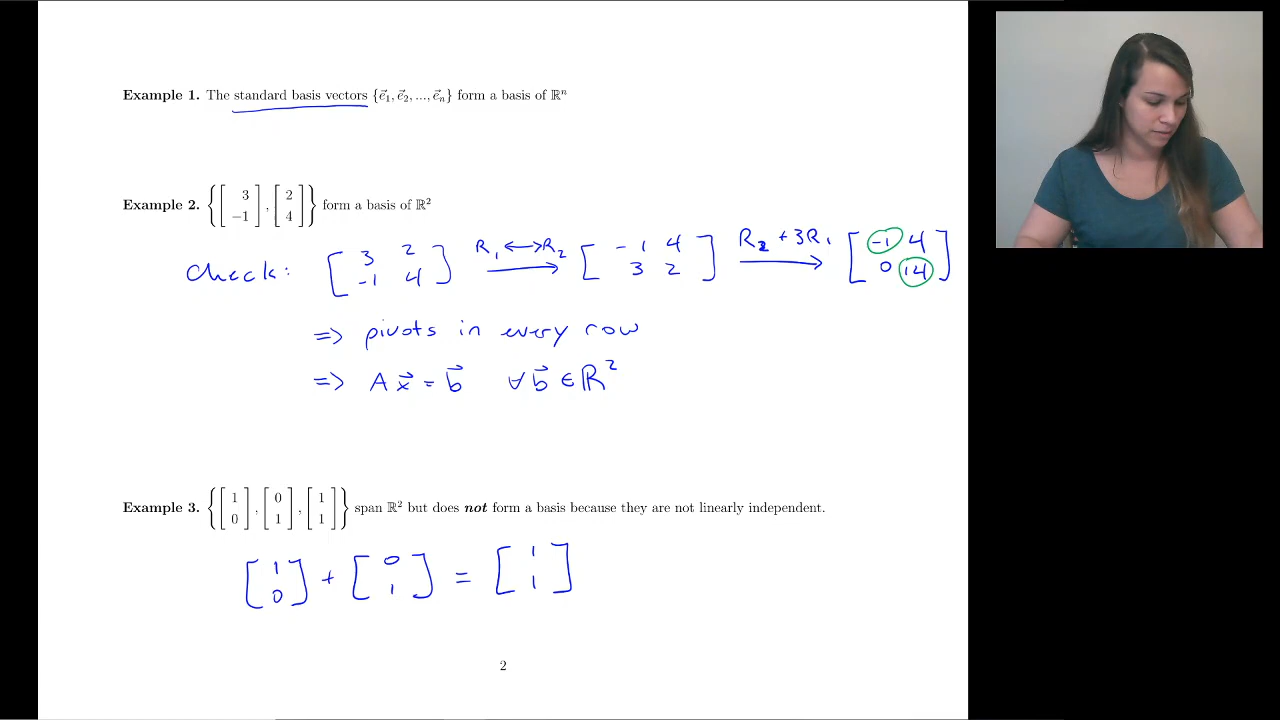 Example 1. The standard basis vectors {e⃗₁, e⃗₂, ..., e⃗ₙ} form a basis of ℝⁿ
Example 2. {[3 −1], [2 4]} form a basis of ℝ²
check: [3 2; -1 4] R₁ ↔ R₂ → [-1 4; 3 2] R₂ + 3R₁ → [-1 4; 0 14]
⇒ pivots in every row
⇒ Ax⃗ = b⃗ ∀ b⃗ ∈ ℝ²
Example 3. {[1 0], [0 1], [1 1]} span ℝ² but does not form a basis because they are not linearly independent.
[1 0] + [0 1] = [1 1]
2